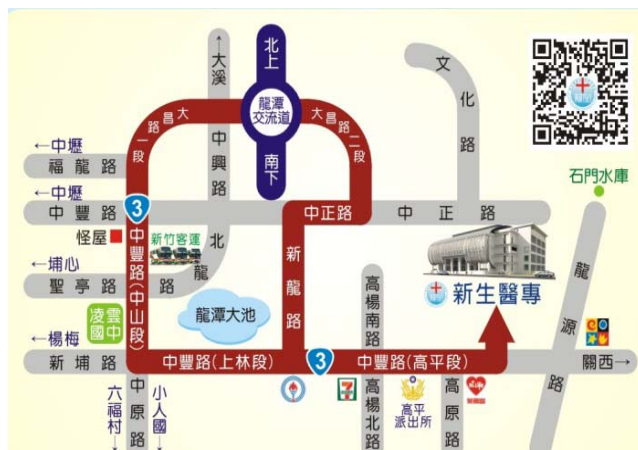 北上
龍潭
交流道
南下
←大溪
中興路
大昌路一段
大昌路二段
文化路
←中壢
福龍路
←中壢
中豐路
3
中正路
中正路
石門水庫
怪屋
新竹客運
北龍路
←埔心
聖亭路
中豐路(中山段)
新龍路
高楊南路
新生醫專
龍源路
凌雲
國中
龍潭大池
←楊梅
新埔路
中豐路(上林段)
3
中豐路(高平段)
關西→
六福村↓
中原路
小人國↓
7
ELEVEN
高楊北路
高平
派出所
高原路